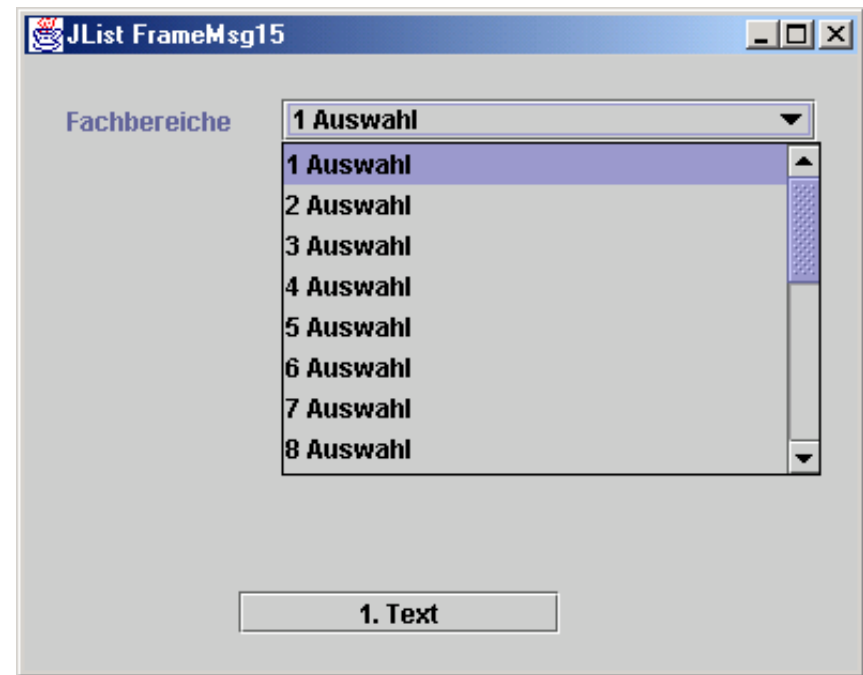 JList FrameMsg15
Fachbereiche
1 Auswahl
1 Auswahl
2 Auswahl
3 Auswahl
4 Auswahl
5 Auswahl
6 Auswahl
7 Auswahl
8 Auswahl
1. Text